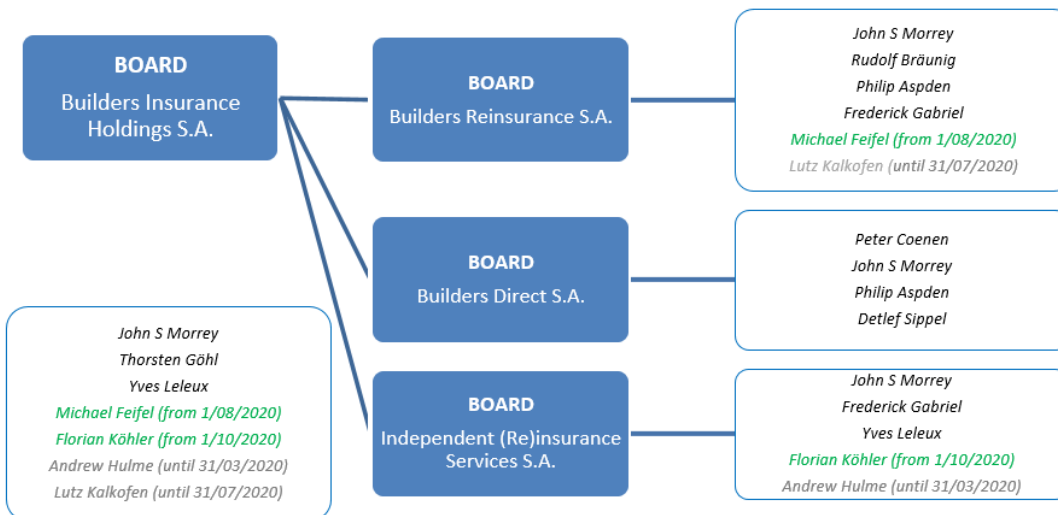 BOARD
Builders Insurance
Holdings S.A.
BOARD
Builders Reinsurance S.A.
John S Morrey
Rudolf Bräunig
Philip Aspden
Frederick Gabriel
Michael Feifel (from 1/08/2020)
Lutz Kalkofen (until 31/07/2020)
BOARD
Builders Direct S.A.
Peter Coenen
John S Morrey
Philip Aspden
Detlef Sippel
John S Morrey
Thorsten Göhl
Yves Leleux
Michael Feifel (from 1/08/2020)
Florian Köhler (from 1/10/2020)
Andrew Hulme (until 31/03/2020)
Lutz Kalkofen (until 31/07/2020)
BOARD
Independent (Re)insurance
Services S.A.
John S Morrey
Frederick Gabriel
Yves Leleux
Florian Köhler (from 1/10/2020)
Andrew Hulme (until 31/03/2020)